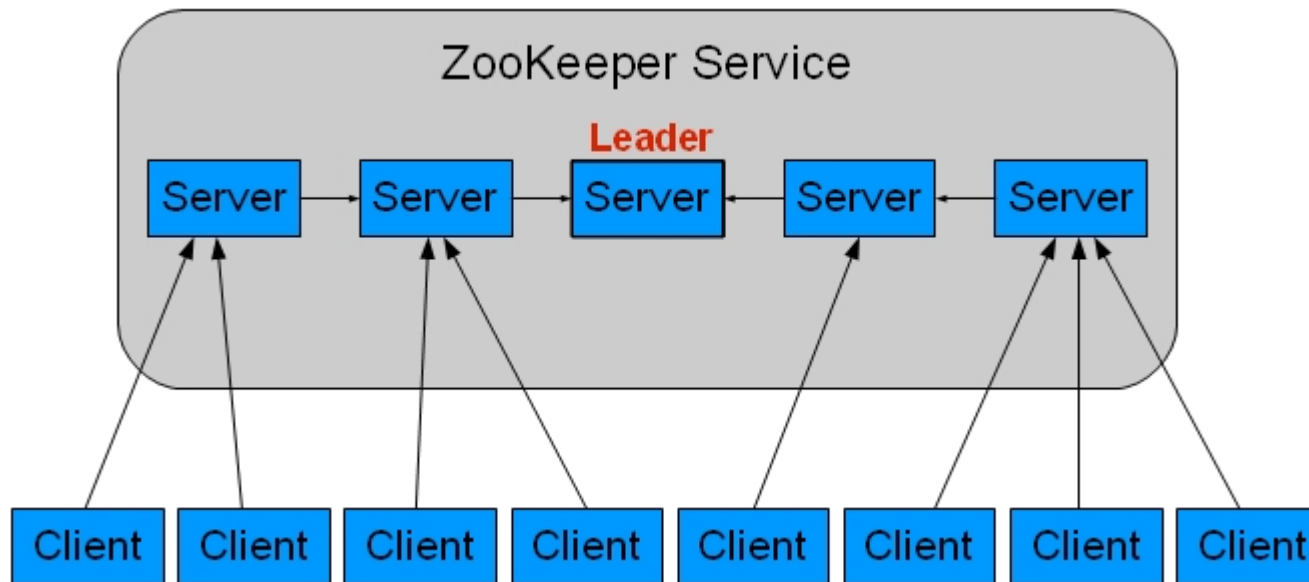 ZooKeeper Service
Leader
Server Server Server Server Server
Client Client Client Client Client Client Client Client